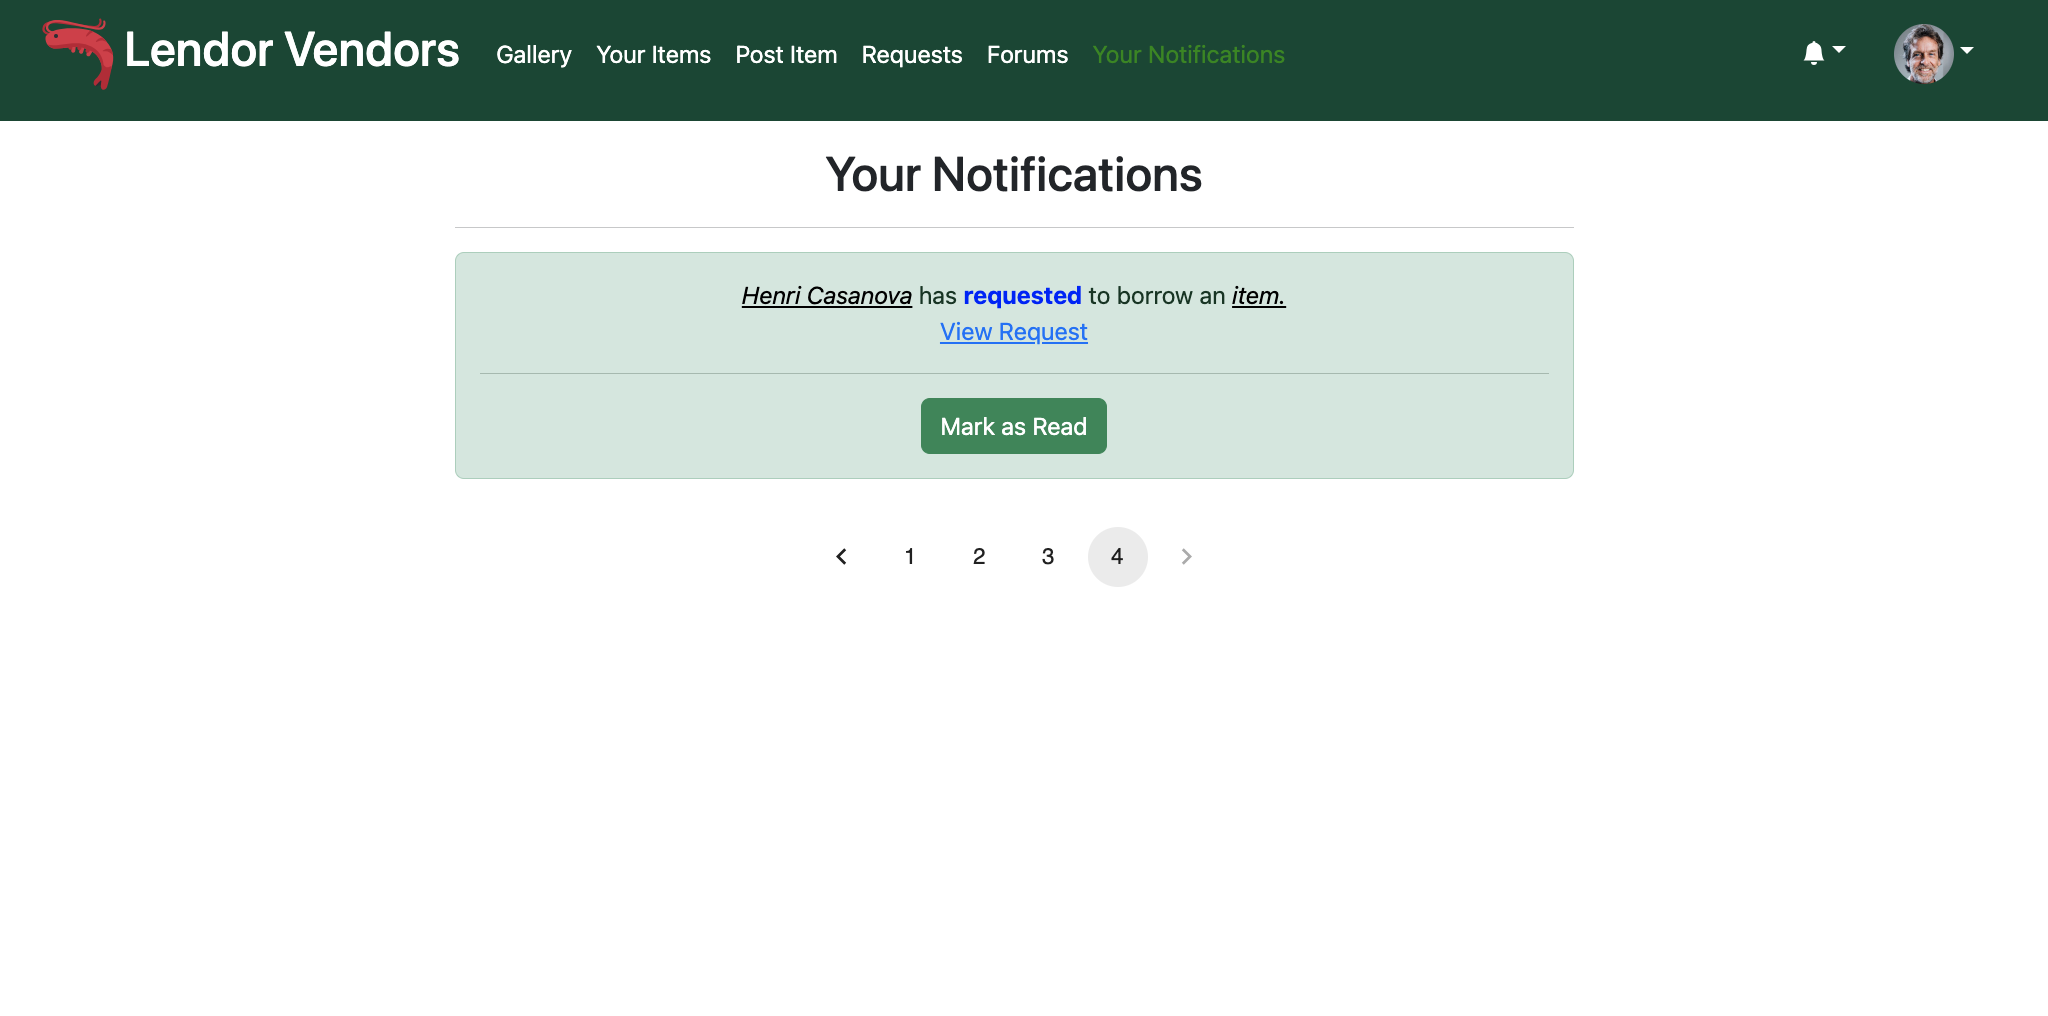 Lendor Vendors Gallery Your Items Post Item Requests Forums Your Notifications
Your Notifications
Henri Casanova has requested to borrow an item.
View Request
Mark as Read
1 2 3 4